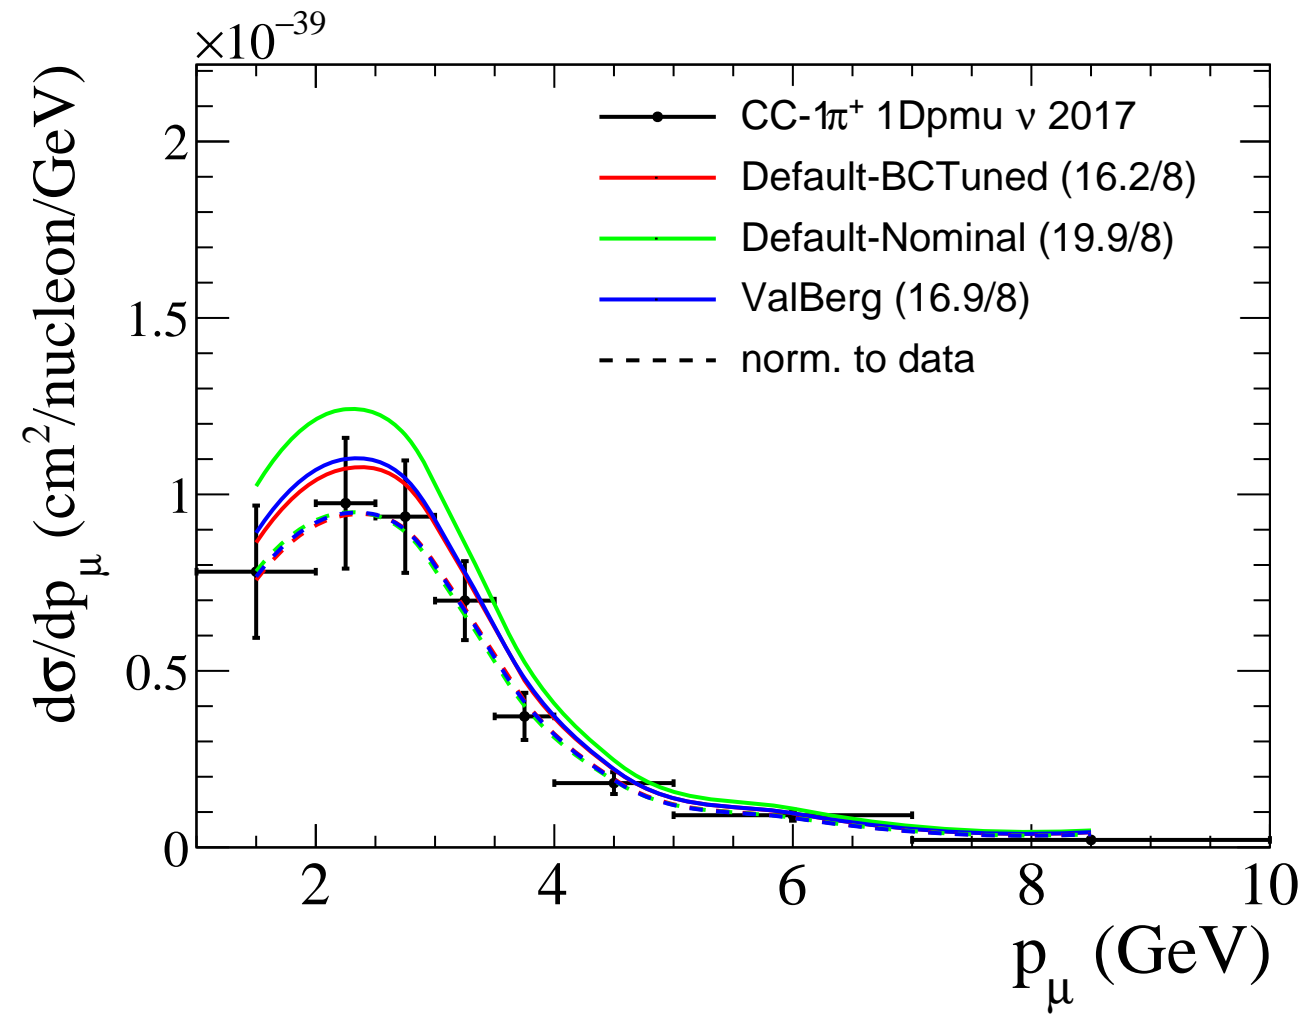 ×10⁻³⁹
dσ/dp_μ (cm²/nucleon/GeV)
2
1.5
1
0.5
0
CC-1π⁺ 1Dpmu ν 2017
Default-BCTuned (16.2/8)
Default-Nominal (19.9/8)
ValBerg (16.9/8)
norm. to data
2 4 6 8 10
p_μ (GeV)